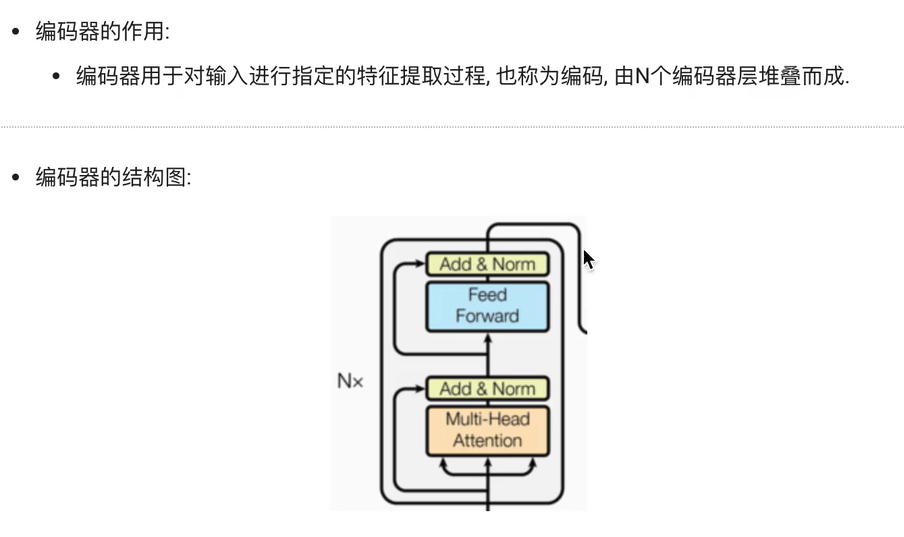 编码器的作用:
编码器用于对输入进行指定的特征提取过程, 也称为编码, 由N个编码器层堆叠而成.
编码器的结构图:
Add & Norm
Feed
Forward
N×
Add & Norm
Multi-Head
Attention